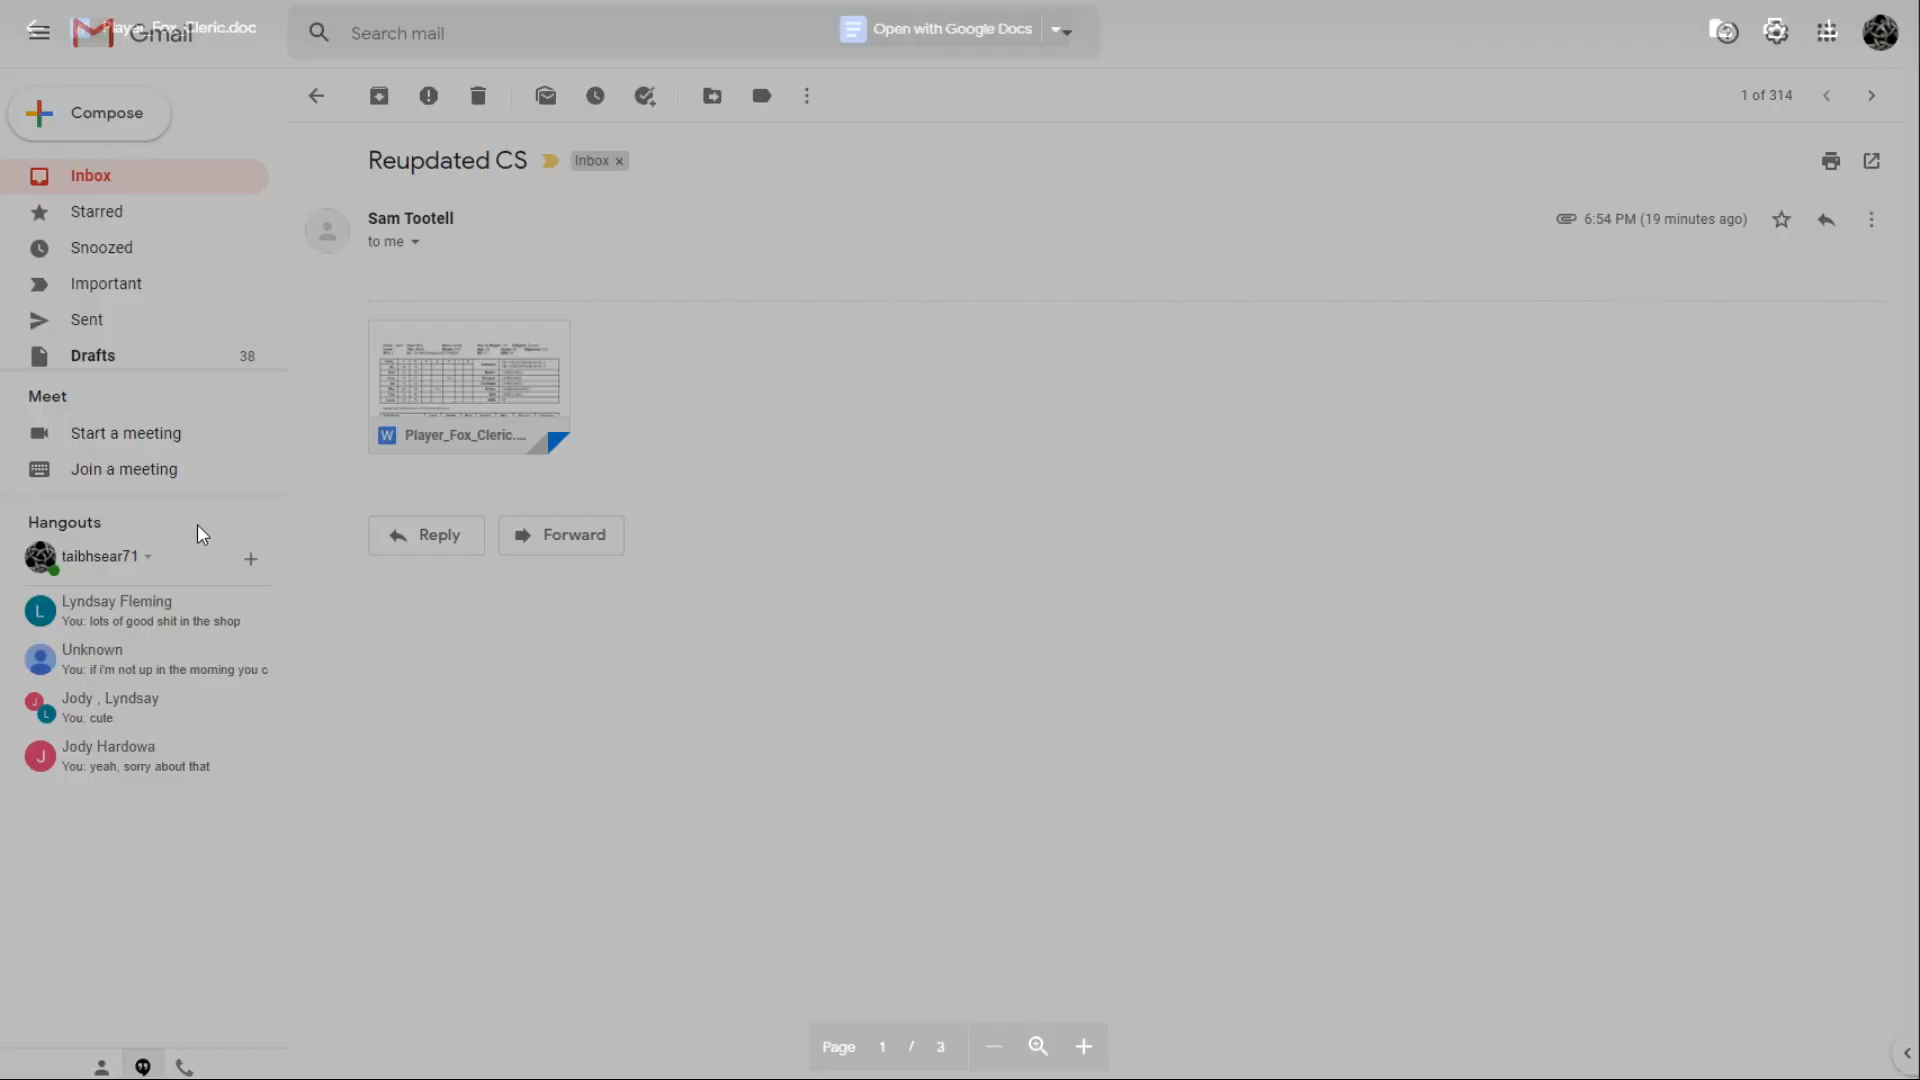 Player_Fox_Cleric.doc
Gmail
Search mail
Open with Google Docs
Compose
1 of 314
Inbox
Starred
Snoozed
Important
Sent
Drafts 38
Reupdated CS Inbox ×
Sam Tootell
6:54 PM (19 minutes ago)
to me
W Player_Fox_Cleric....
Reply
Forward
Meet
Start a meeting
Join a meeting
Hangouts
taibhsear71
L Lyndsay Fleming
You: lots of good shit in the shop
Unknown
You: if i'm not up in the morning you c
J L Jody , Lyndsay
You: cute
J Jody Hardowa
You: yeah, sorry about that
Page 1 / 3